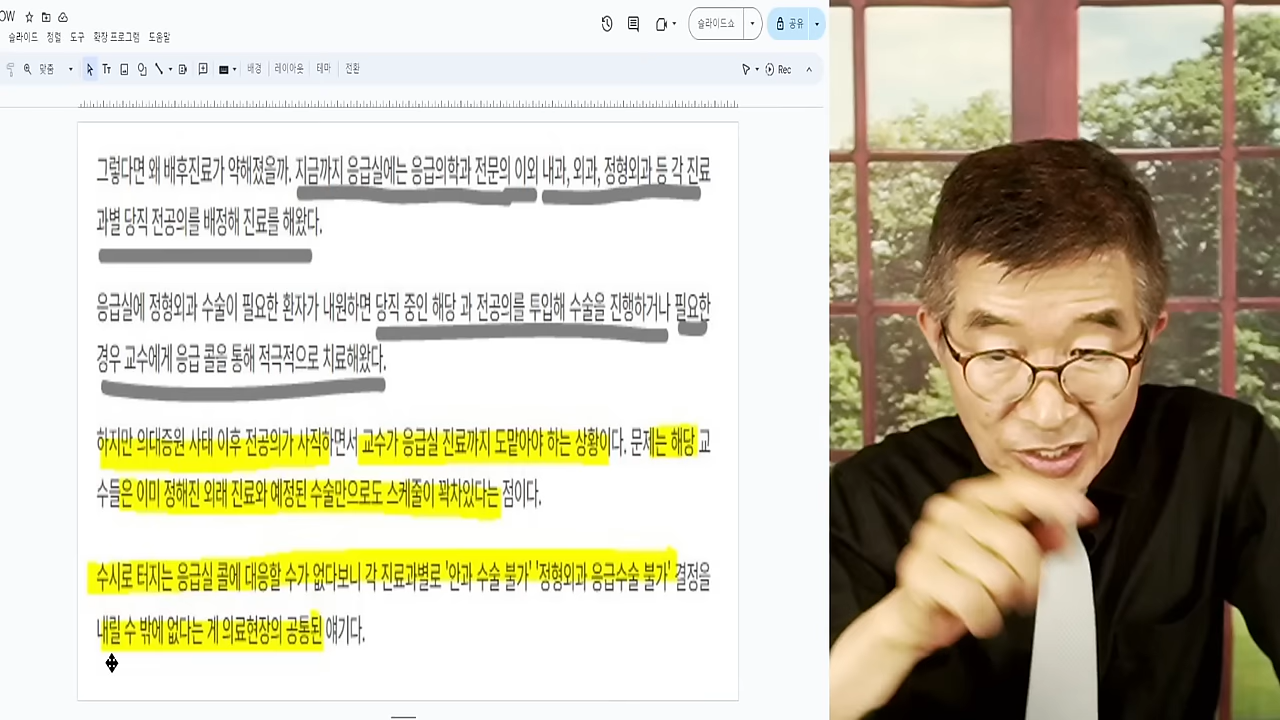 OW
슬라이드 정렬 도구 확장 프로그램 도움말
슬라이드쇼
공유
맞춤
배경 레이아웃 테마 전환
Rec
그렇다면 왜 배후진료가 약해졌을까. 지금까지 응급실에는 응급의학과 전문의 이외 내과, 외과, 정형외과 등 각 진료
과별 당직 전공의를 배정해 진료를 해왔다.
응급실에 정형외과 수술이 필요한 환자가 내원하면 당직 중인 해당 과 전공의를 투입해 수술을 진행하거나 필요한
경우 교수에게 응급 콜을 통해 적극적으로 치료해왔다.
하지만 의대증원 사태 이후 전공의가 사직하면서 교수가 응급실 진료까지 도맡아야 하는 상황이다. 문제는 해당 교
수들은 이미 정해진 외래 진료와 예정된 수술만으로도 스케줄이 꽉차있다는 점이다.
수시로 터지는 응급실 콜에 대응할 수가 없다보니 각 진료과별로 '안과 수술 불가' '정형외과 응급수술 불가' 결정을
내릴 수 밖에 없다는 게 의료현장의 공통된 얘기다.